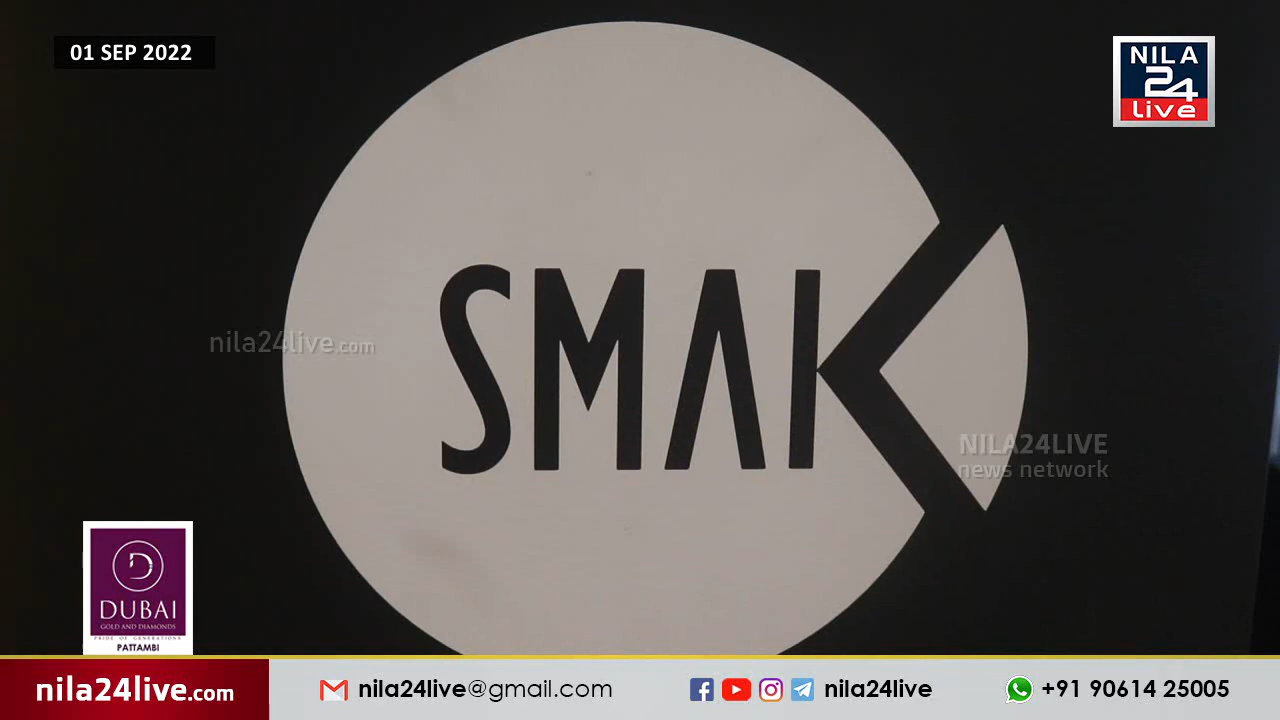 01 SEP 2022
NILA
24
live
SMAK
nila24live.com
NILA24LIVE
news network
D
DUBAI
GOLD AND DIAMONDS
PRIDE OF GENERATIONS
PATTAMBI
nila24live.com
nila24live@gmail.com
nila24live
+91 90614 25005